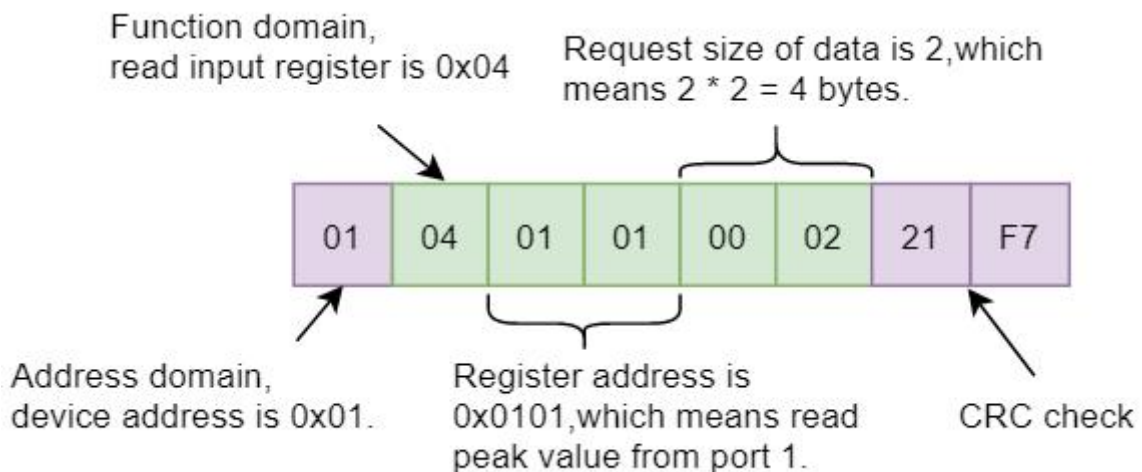 Function domain,
read input register is 0x04
Request size of data is 2,which
means 2 * 2 = 4 bytes.
01 04 01 01 00 02 21 F7
Address domain,
device address is 0x01.
Register address is
0x0101,which means read
peak value from port 1.
CRC check